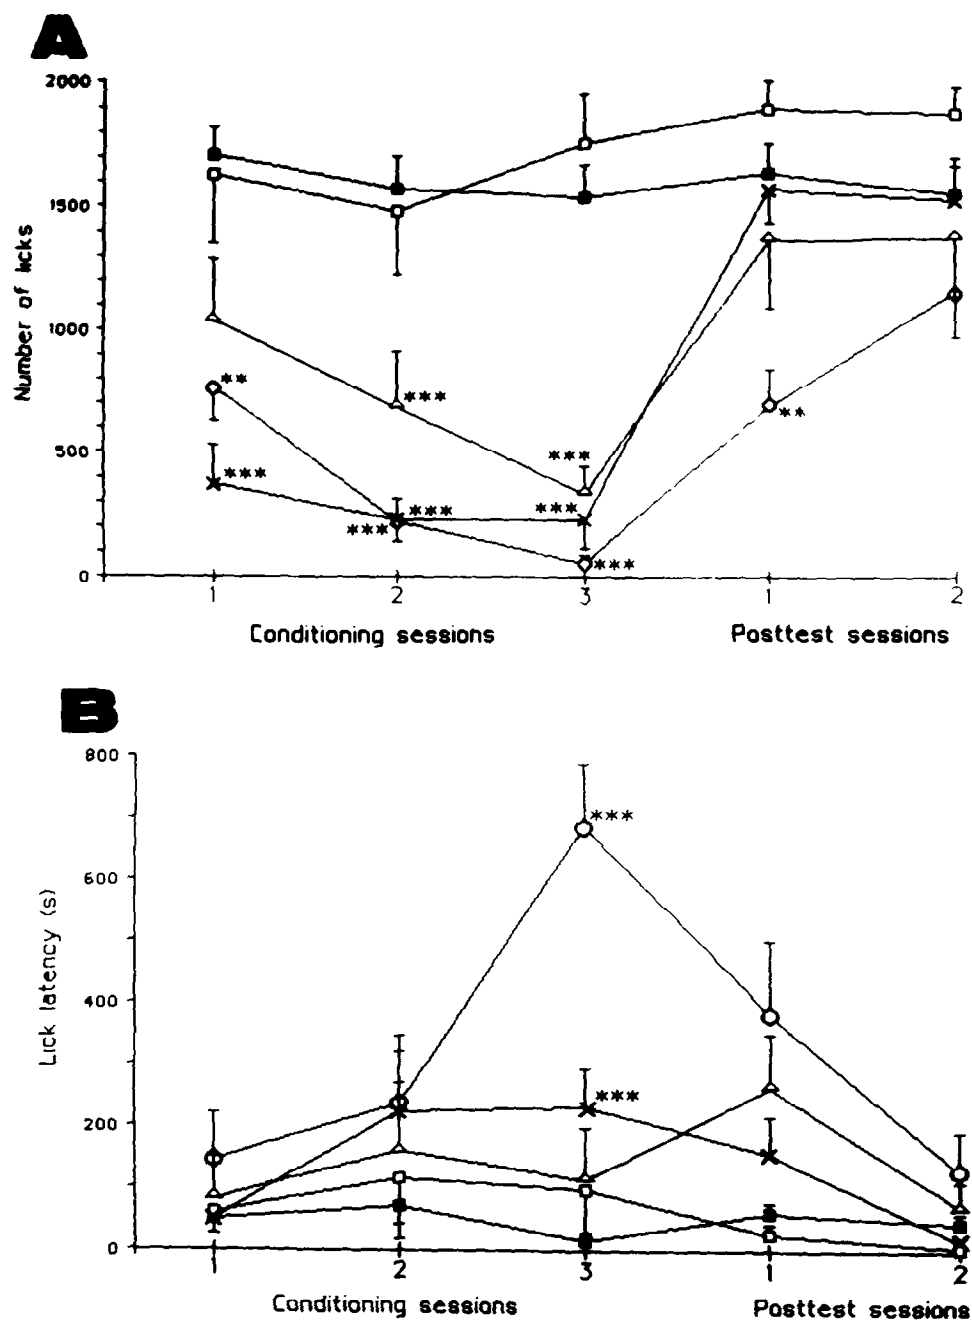 A
2000
1500
1000
500
0
Number of licks
**
***
***
***
***
***
***
***
**
1 2 3 1 2
Conditioning sessions Posttest sessions
B
800
600
400
200
0
Lick latency (s)
***
***
1 2 3 1 2
Conditioning sessions Posttest sessions